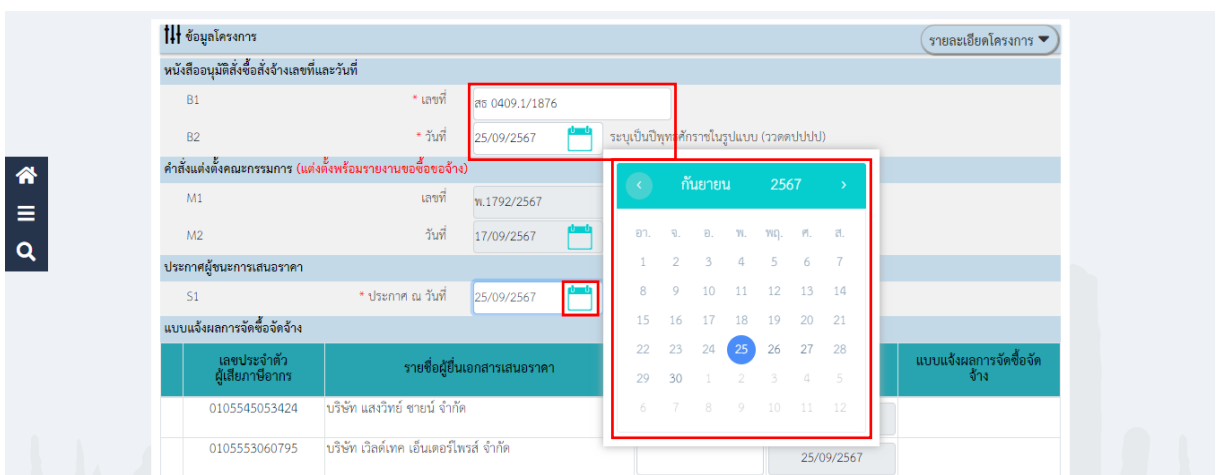 ข้อมูลโครงการ
รายละเอียดโครงการ
หนังสืออนุมัติสั่งซื้อสั่งจ้างเลขที่และวันที่
B1 * เลขที่ สธ 0409.1/1876
B2 * วันที่ 25/09/2567 ระบุเป็นปีพุทธศักราชในรูปแบบ (ววดดปปปป)
คำสั่งแต่งตั้งคณะกรรมการ (แต่งตั้งพร้อมรายงานขอซื้อขอจ้าง)
M1 เลขที่ พ.1792/2567
M2 วันที่ 17/09/2567
ประกาศผู้ชนะการเสนอราคา
S1 * ประกาศ ณ วันที่ 25/09/2567
แบบแจ้งผลการจัดซื้อจัดจ้าง
กันยายน 2567
อา. จ. อ. พ. พฤ. ศ. ส.
1 2 3 4 5 6 7
8 9 10 11 12 13 14
15 16 17 18 19 20 21
22 23 24 25 26 27 28
29 30 1 2 3 4 5
6 7 8 9 10 11 12
เลขประจำตัว
ผู้เสียภาษีอากร
รายชื่อผู้ยื่นเอกสารเสนอราคา
แบบแจ้งผลการจัดซื้อจัด
จ้าง
0105545053424 บริษัท แสงวิทย์ ซายน์ จำกัด
0105553060795 บริษัท เวิลด์เทค เอ็นเตอร์ไพรส์ จำกัด
25/09/2567